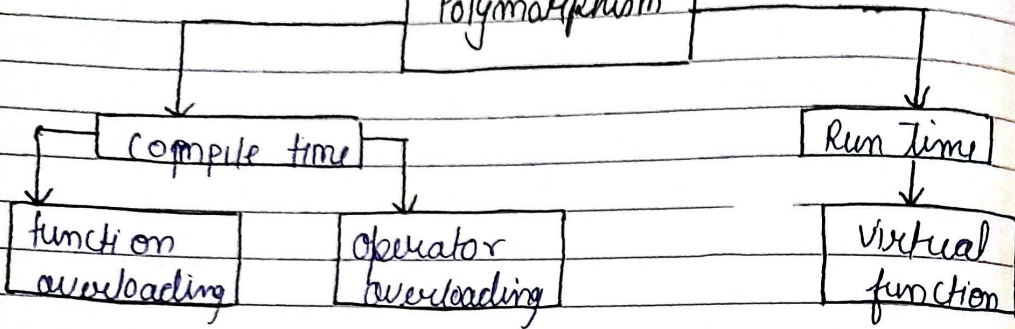 Polymorphism
Compile time
Run Time
function
overloading
operator
overloading
virtual
function